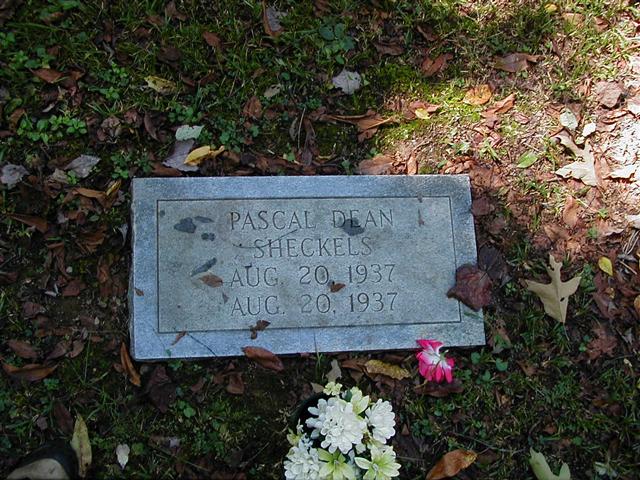 PASCAL DEAN
SHECKELS
AUG. 20, 1937
AUG. 20, 1937